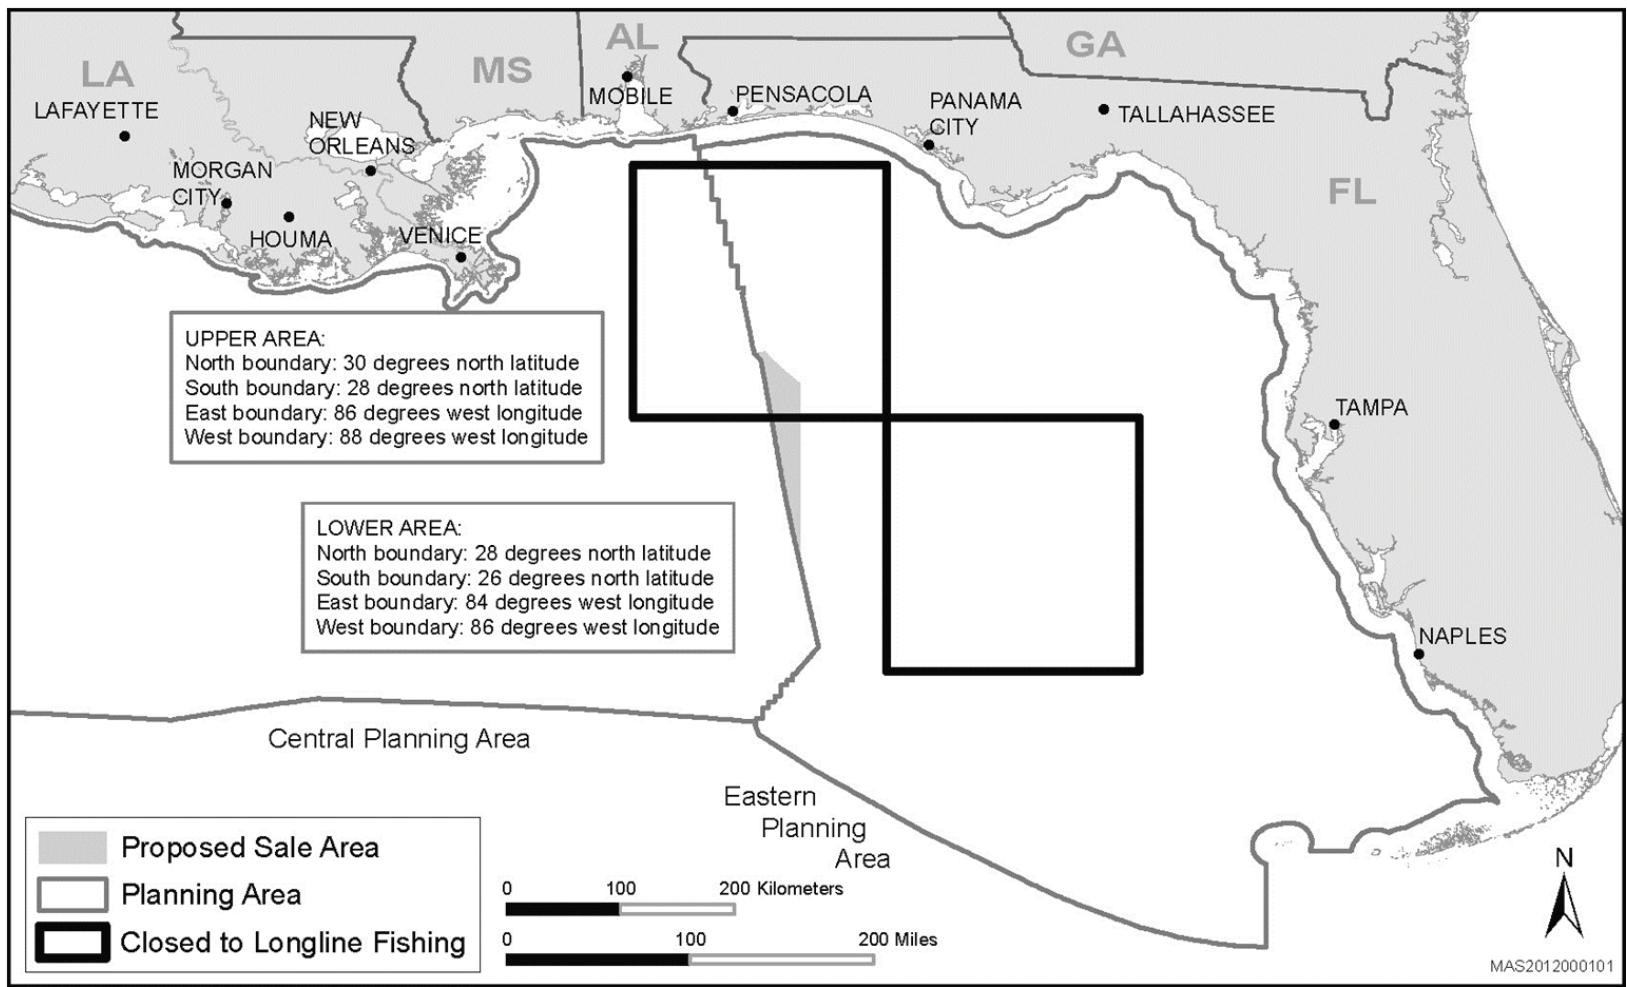 LA
MS
AL
GA
FL
LAFAYETTE
NEW
ORLEANS
MORGAN
CITY
HOUMA
VENICE
MOBILE
PENSACOLA
PANAMA
CITY
TALLAHASSEE
TAMPA
NAPLES
UPPER AREA:
North boundary: 30 degrees north latitude
South boundary: 28 degrees north latitude
East boundary: 86 degrees west longitude
West boundary: 88 degrees west longitude
LOWER AREA:
North boundary: 28 degrees north latitude
South boundary: 26 degrees north latitude
East boundary: 84 degrees west longitude
West boundary: 86 degrees west longitude
Central Planning Area
Eastern
Planning
Area
Proposed Sale Area
Planning Area
Closed to Longline Fishing
0 100 200 Kilometers
0 100 200 Miles
N
MAS2012000101